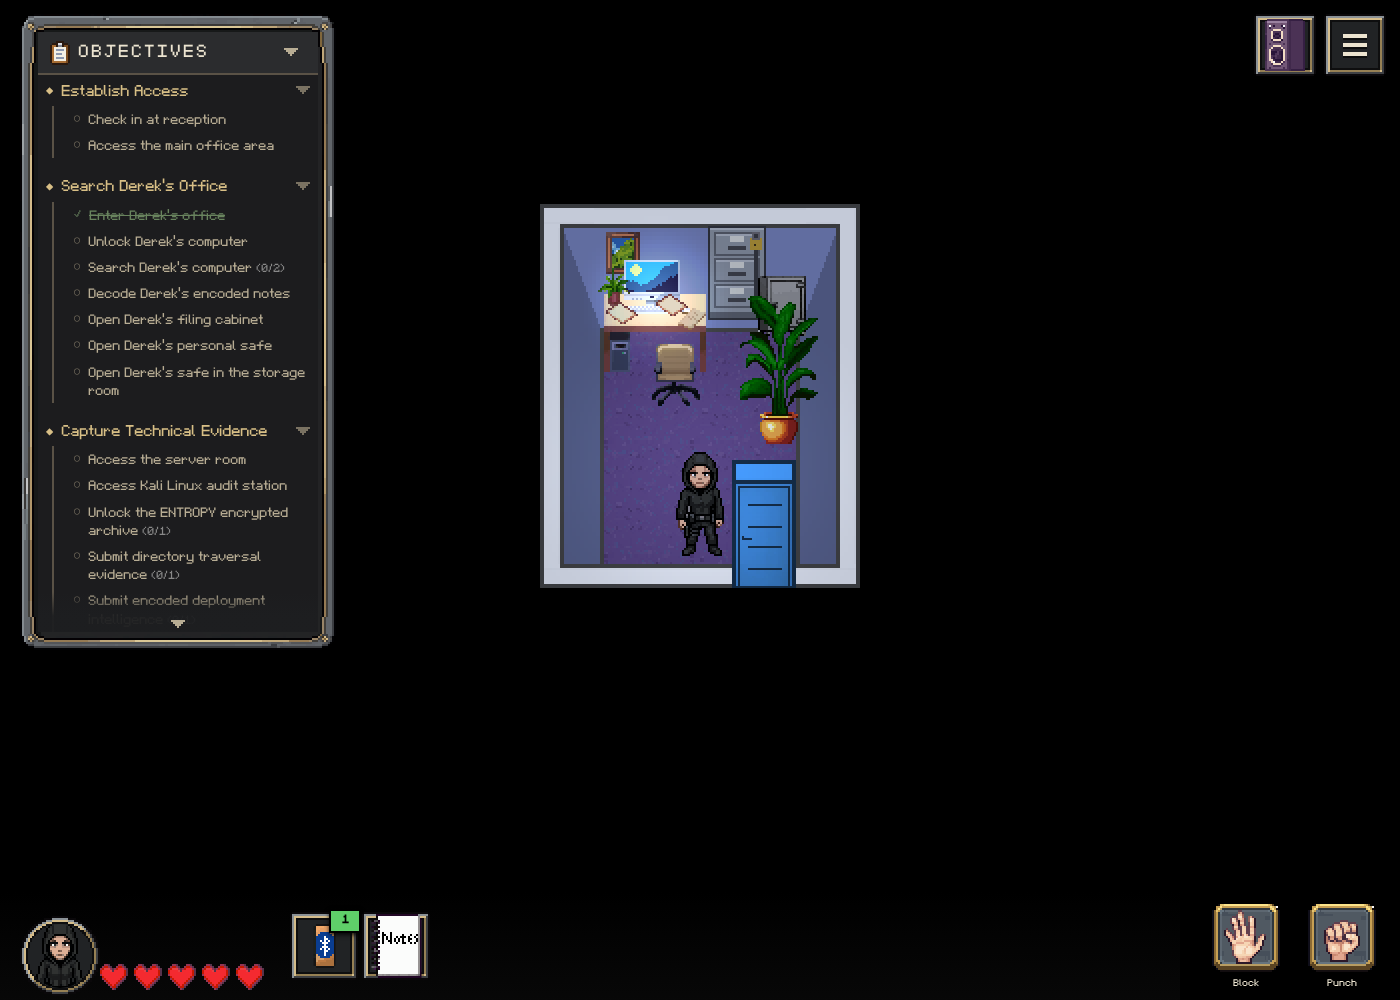 OBJECTIVES
Establish Access
Check in at reception
Access the main office area
Search Derek's Office
Enter Derek's office
Unlock Derek's computer
Search Derek's computer (0/2)
Decode Derek's encoded notes
Open Derek's filing cabinet
Open Derek's personal safe
Open Derek's safe in the storage
room
Capture Technical Evidence
Access the server room
Access Kali Linux audit station
Unlock the ENTROPY encrypted
archive (0/1)
Submit directory traversal
evidence (0/1)
Submit encoded deployment
intelligence
1
Notes
Block
Punch